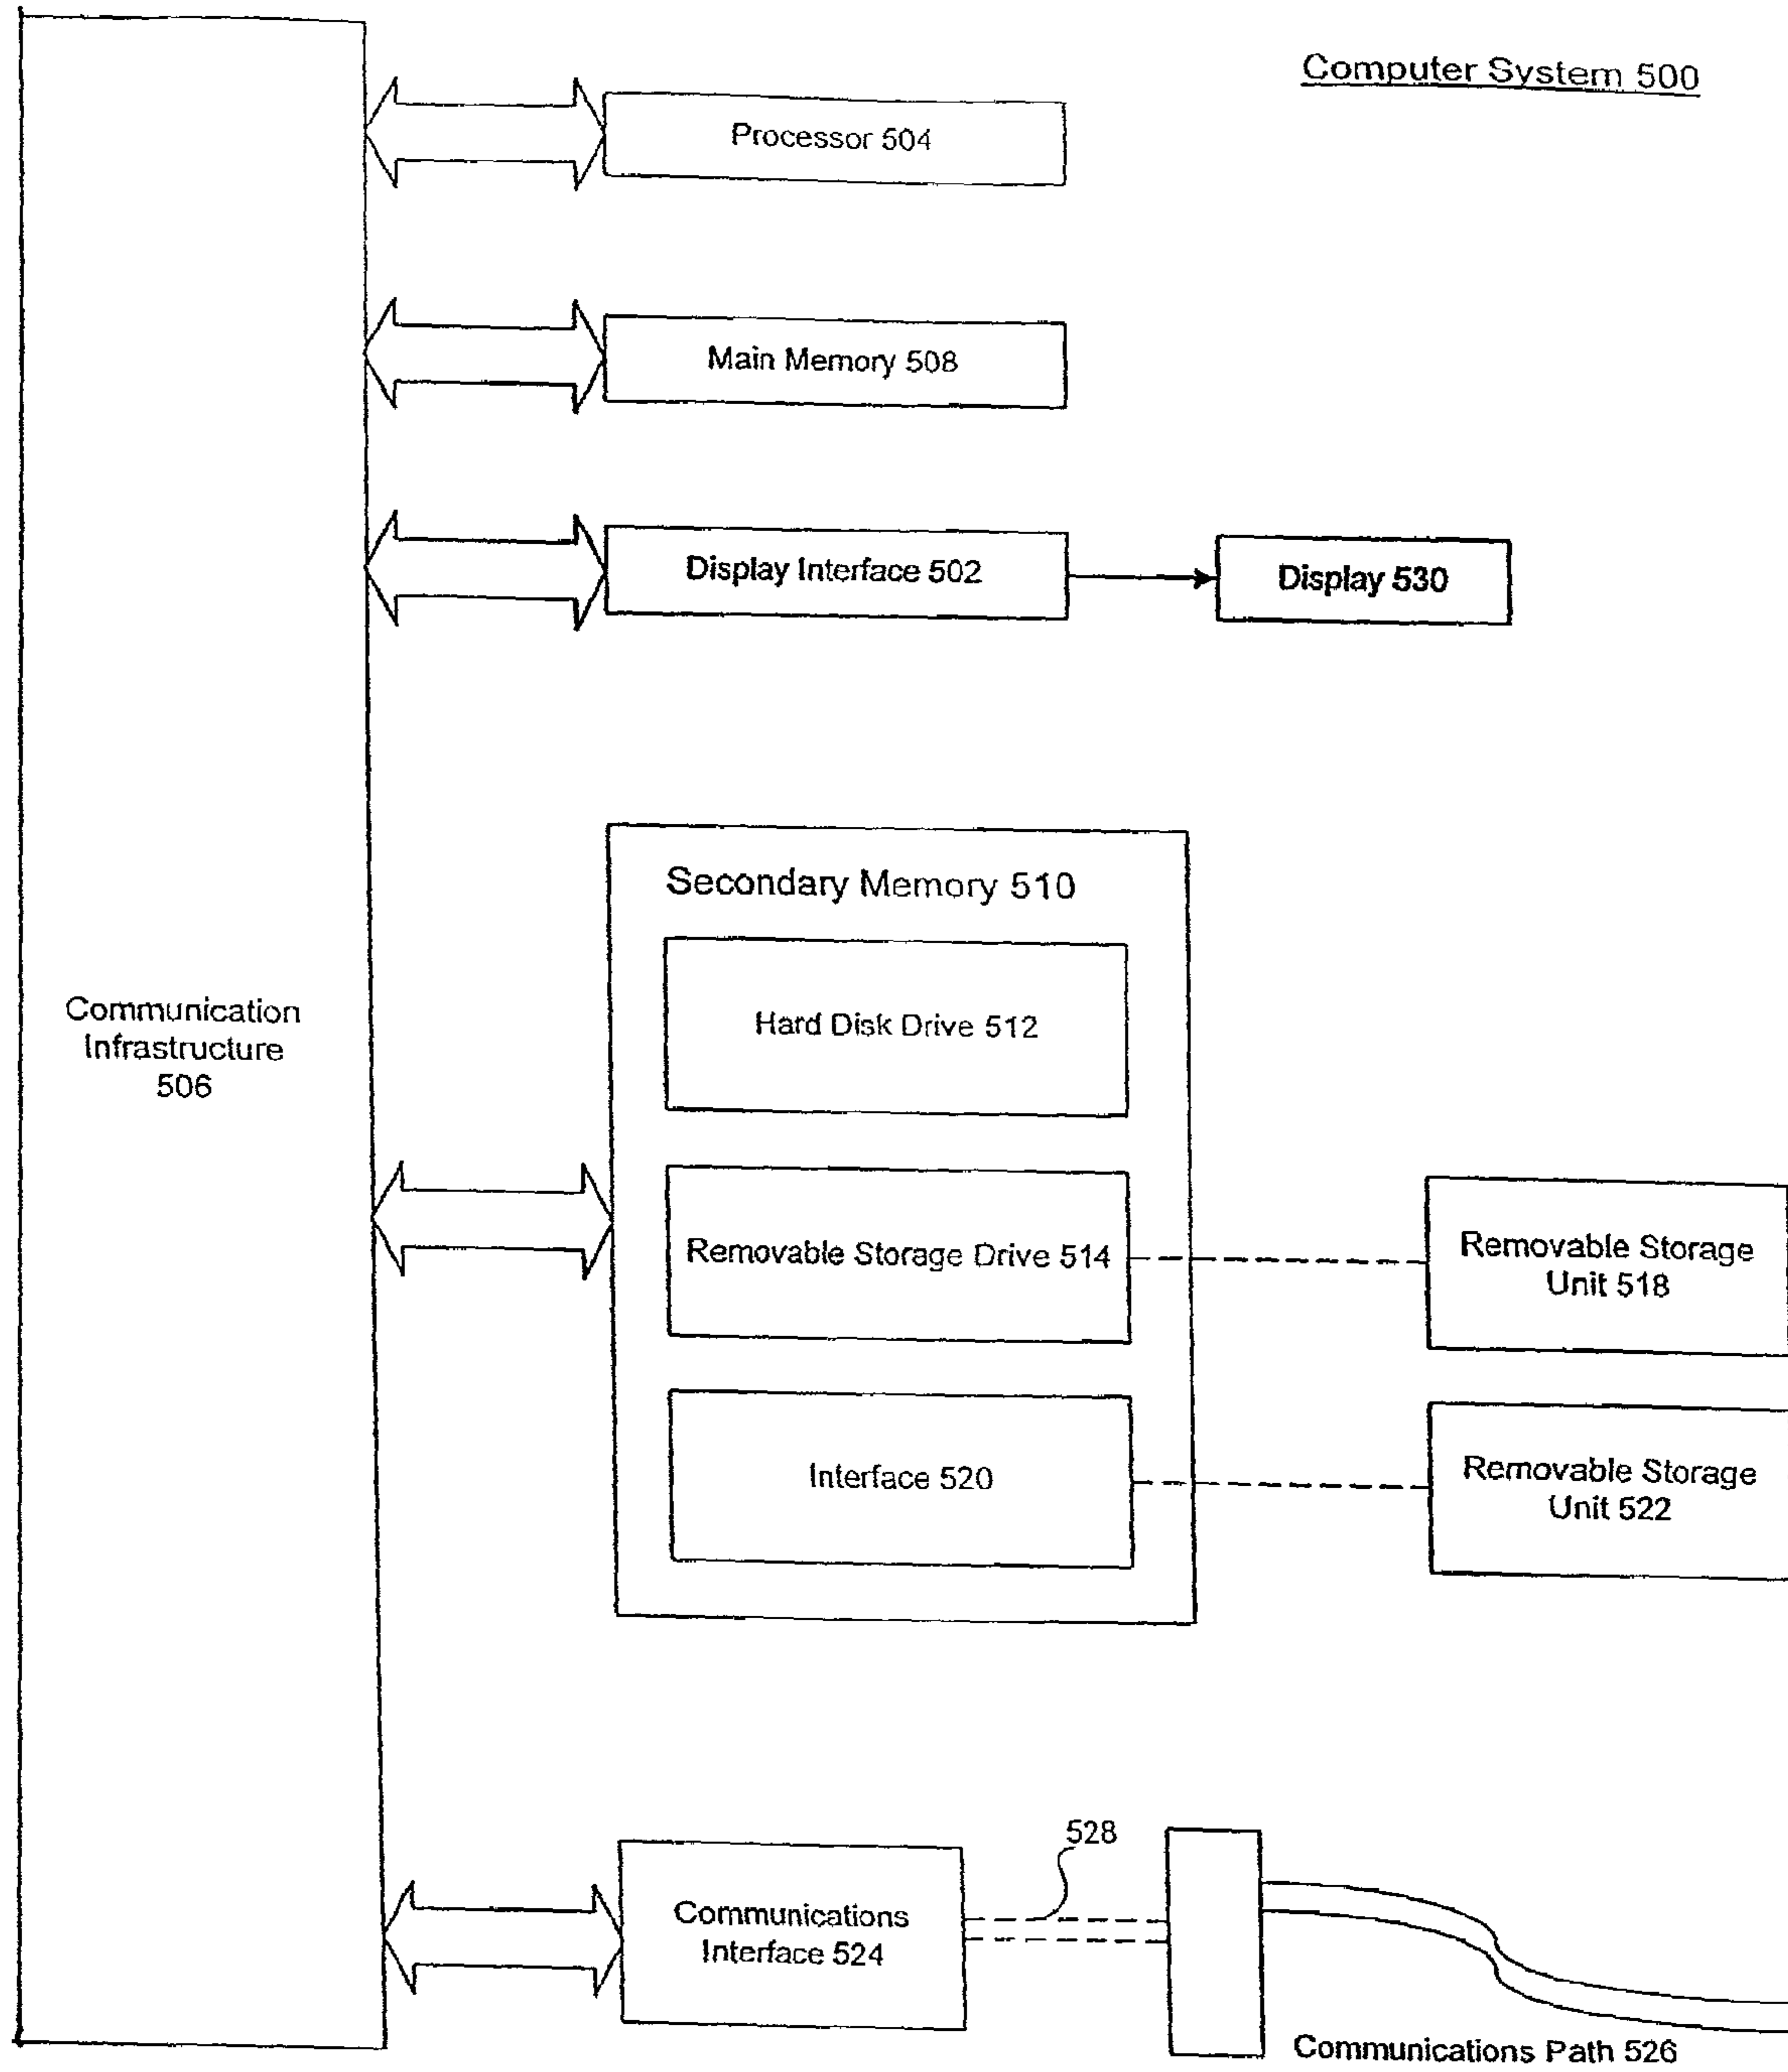 Computer System 500
Processor 504
Main Memory 508
Display Interface 502
Display 530
Secondary Memory 510
Hard Disk Drive 512
Communication
Infrastructure
506
Removable Storage Drive 514
Removable Storage
Unit 518
Interface 520
Removable Storage
Unit 522
528
Communications
Interface 524
Communications Path 526